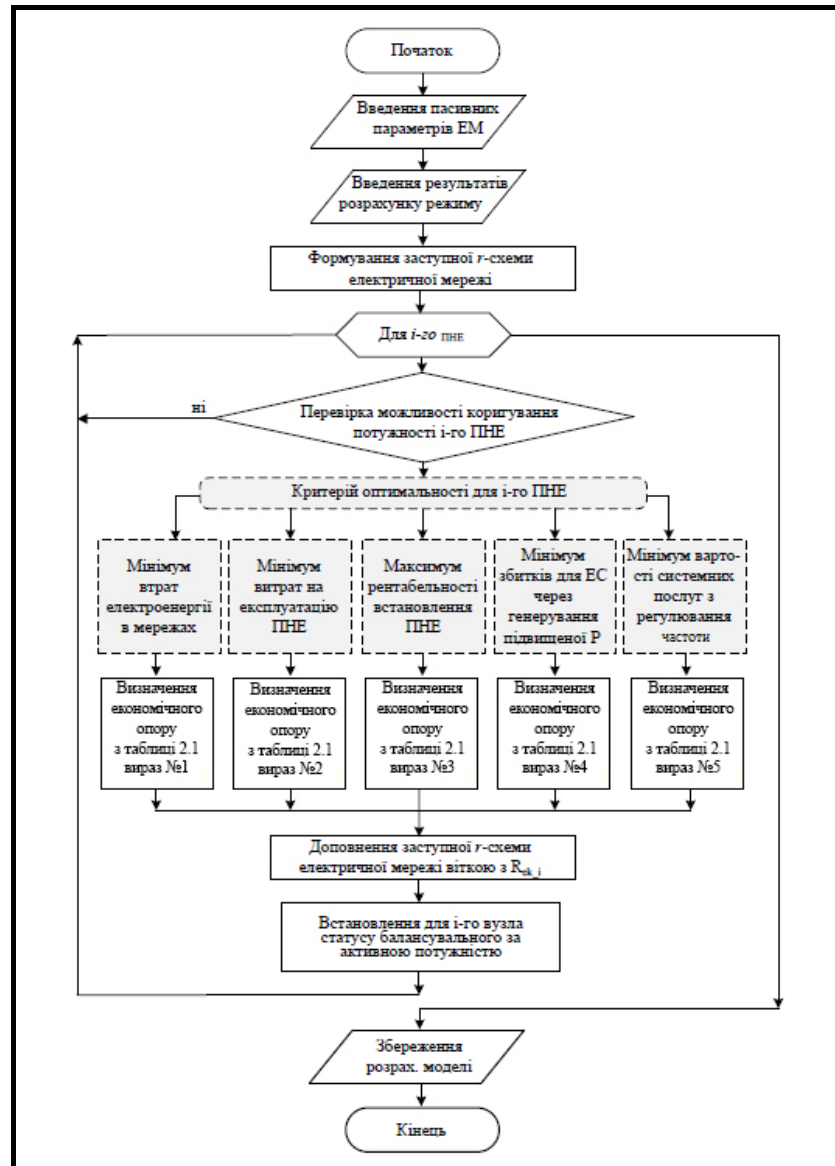 Початок
Введення пасивних
параметрів ЕМ
Введення результатів
розрахунку режиму
Формування заступної r-схеми
електричної мережі
Для i-го ПНЕ
ні
Перевірка можливості коригування
потужності i-го ПНЕ
Критерій оптимальності для i-го ПНЕ
Мінімум
втрат
електроенергії
в мережах
Мінімум
витрат на
експлуатацію
ПНЕ
Максимум
рентабельності
встановлення
ПНЕ
Мінімум
збитків для ЕС
через
генерування
підвищеної Р
Мінімум варто-
сті системних
послуг з
регулювання
частоти
Визначення
економічного
опору
з таблиці 2.1
вираз №1
Визначення
економічного
опору
з таблиці 2.1
вираз №2
Визначення
економічного
опору
з таблиці 2.1
вираз №3
Визначення
економічного
опору
з таблиці 2.1
вираз №4
Визначення
економічного
опору
з таблиці 2.1
вираз №5
Доповнення заступної r-схеми
електричної мережі віткою з
Встановлення для i-го вузла
статусу балансувального за
активною потужністю
Збереження
розрах. моделі
Кінець